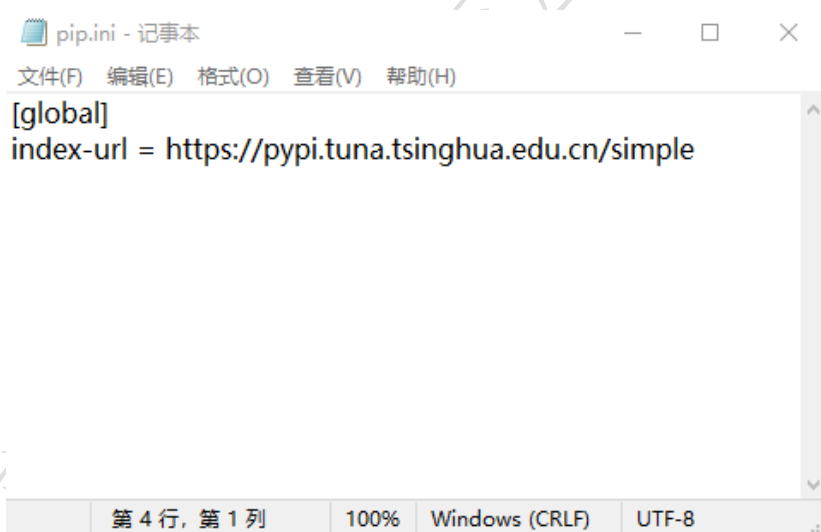 pip.ini - 记事本
文件(F) 编辑(E) 格式(O) 查看(V) 帮助(H)
[global]
index-url = https://pypi.tuna.tsinghua.edu.cn/simple
第 4 行, 第 1 列 100% Windows (CRLF) UTF-8